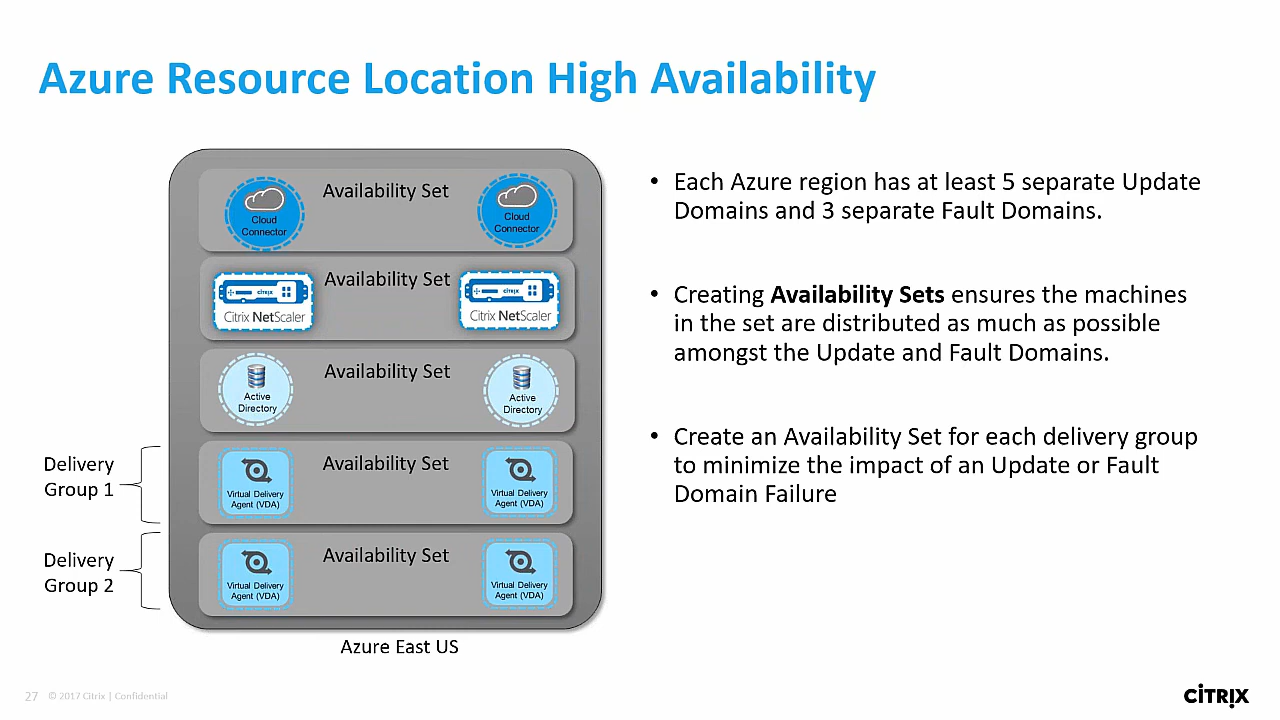 Azure Resource Location High Availability
Availability Set
Cloud
Connector
Cloud
Connector
Availability Set
citrix
Citrix NetScaler
citrix
Citrix NetScaler
Availability Set
Active
Directory
Active
Directory
Delivery
Group 1
Availability Set
Virtual Delivery
Agent (VDA)
Virtual Delivery
Agent (VDA)
Delivery
Group 2
Availability Set
Virtual Delivery
Agent (VDA)
Virtual Delivery
Agent (VDA)
Azure East US
• Each Azure region has at least 5 separate Update
Domains and 3 separate Fault Domains.
• Creating Availability Sets ensures the machines
in the set are distributed as much as possible
amongst the Update and Fault Domains.
• Create an Availability Set for each delivery group
to minimize the impact of an Update or Fault
Domain Failure
27 © 2017 Citrix | Confidential
CITRIX